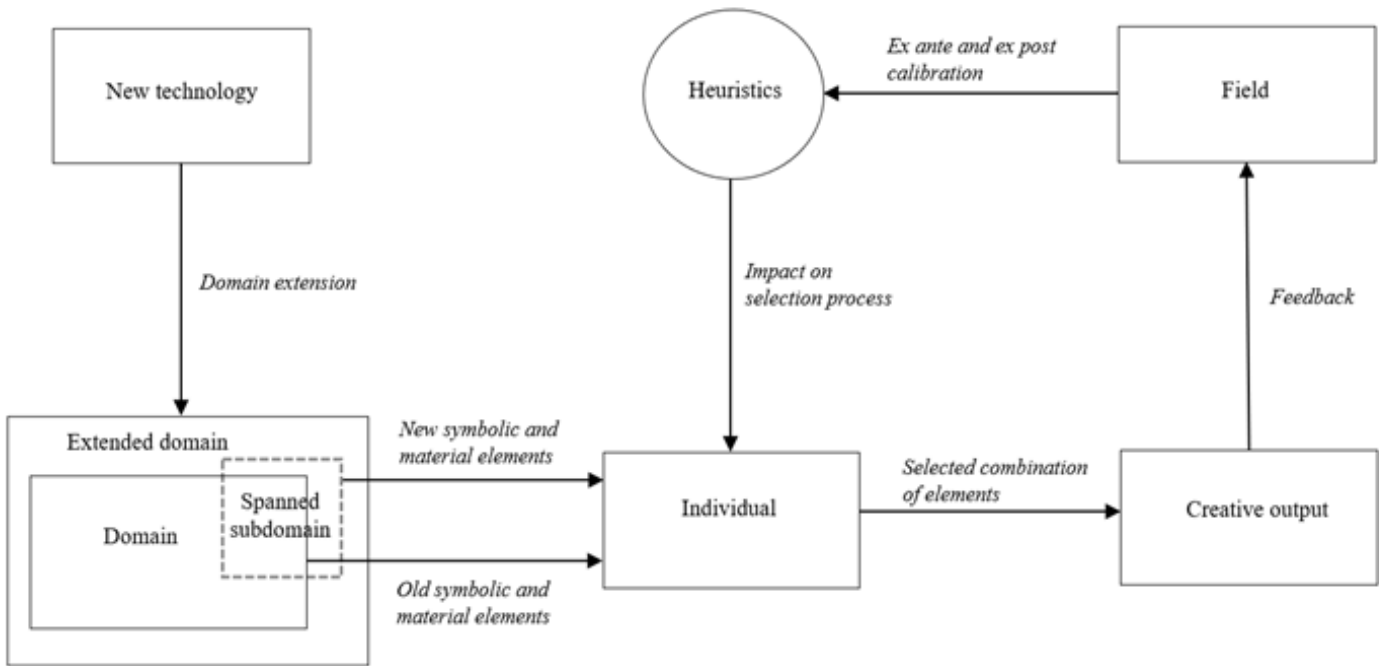 New technology
Heuristics
Ex ante and ex post
calibration
Field
Domain extension
Impact on
selection process
Feedback
Extended domain
Spanned
subdomain
Domain
New symbolic and
material elements
Old symbolic and
material elements
Individual
Selected combination
of elements
Creative output